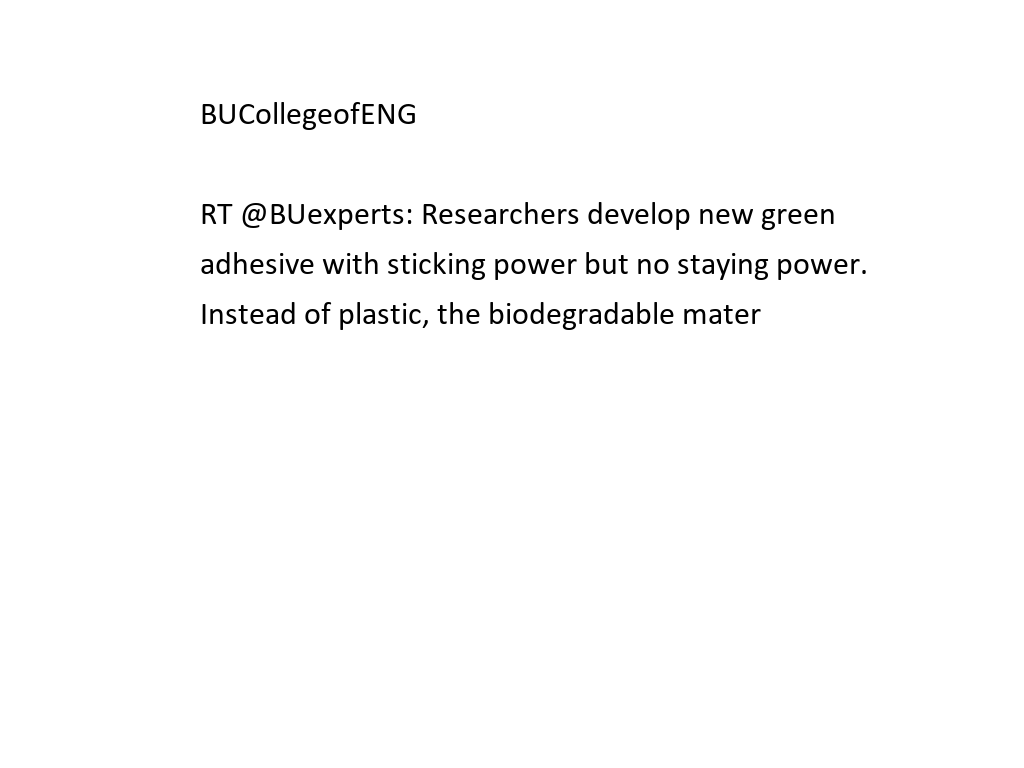 BUCollegeofENG
RT @BUexperts: Researchers develop new green
adhesive with sticking power but no staying power.
Instead of plastic, the biodegradable mater